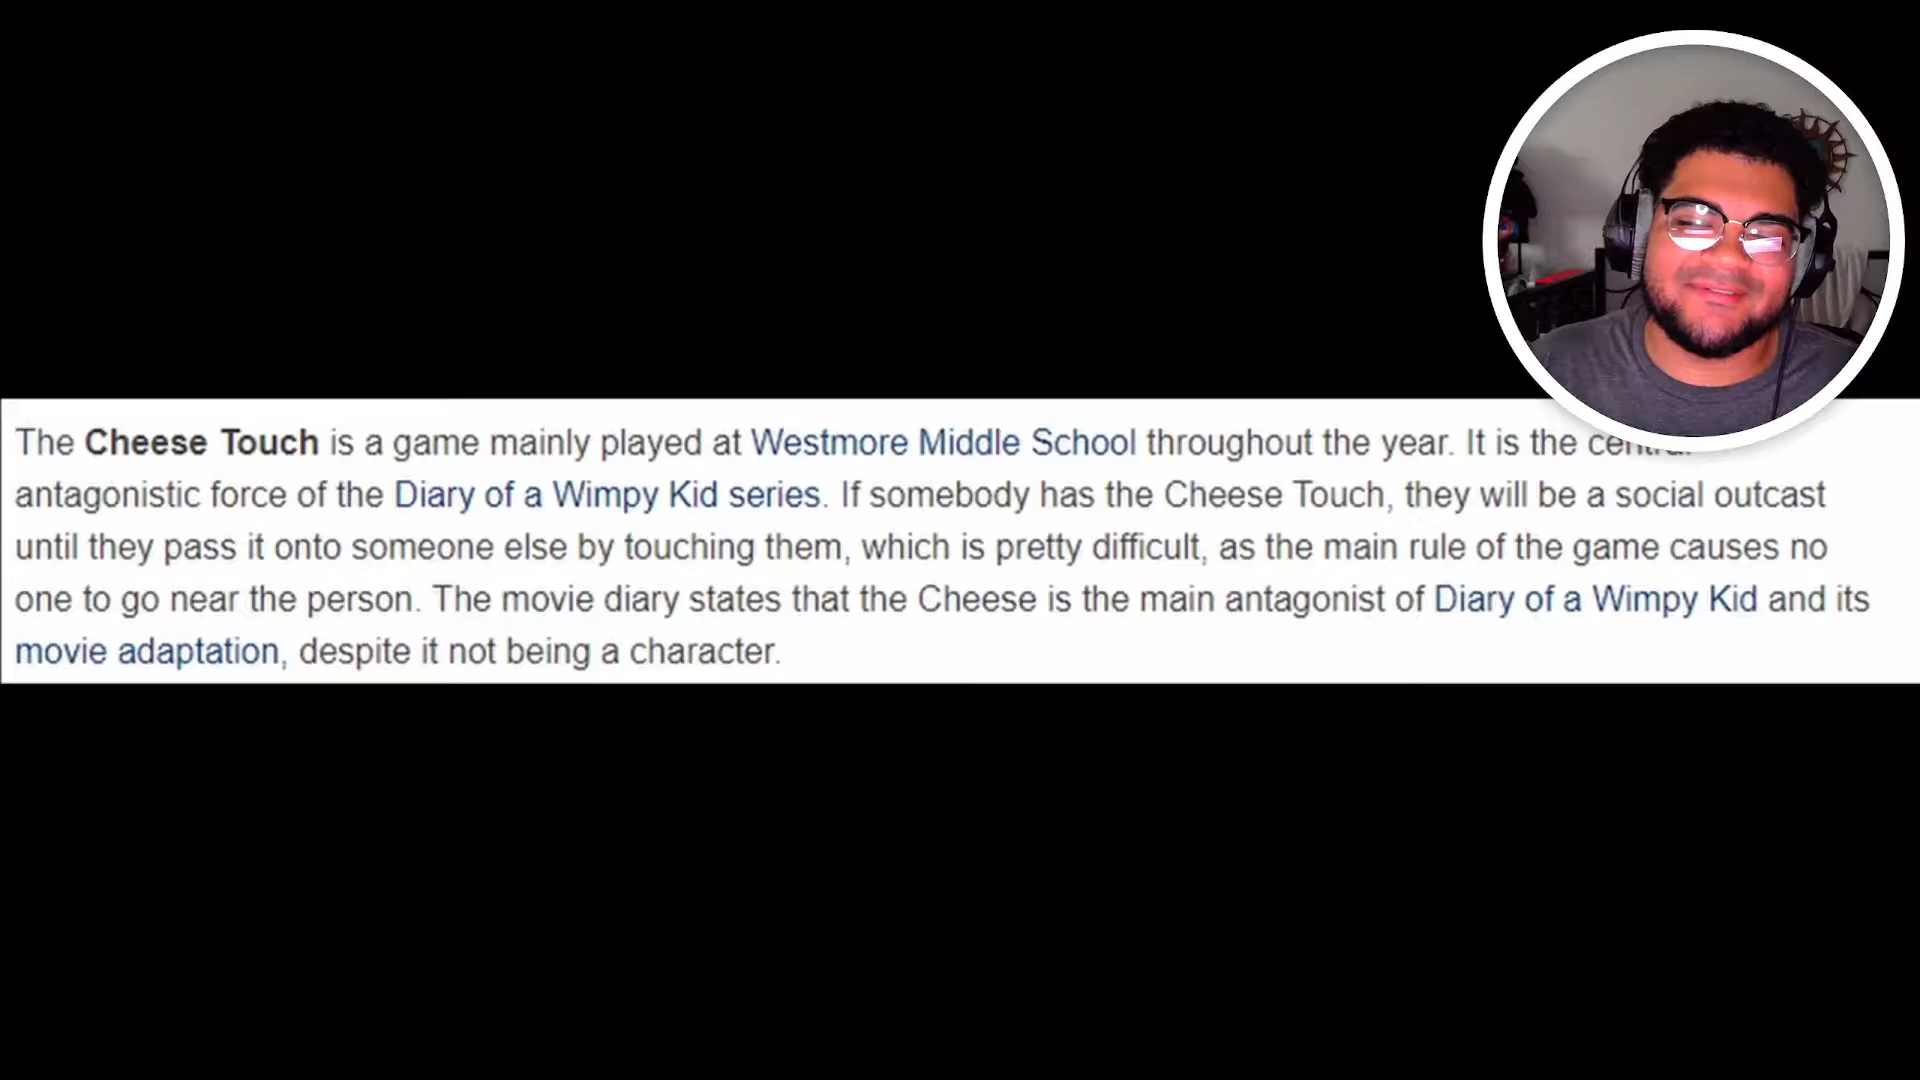 The Cheese Touch is a game mainly played at Westmore Middle School throughout the year. It is the
antagonistic force of the Diary of a Wimpy Kid series. If somebody has the Cheese Touch, they will be a social outcast
until they pass it onto someone else by touching them, which is pretty difficult, as the main rule of the game causes no
one to go near the person. The movie diary states that the Cheese is the main antagonist of Diary of a Wimpy Kid and its
movie adaptation, despite it not being a character.